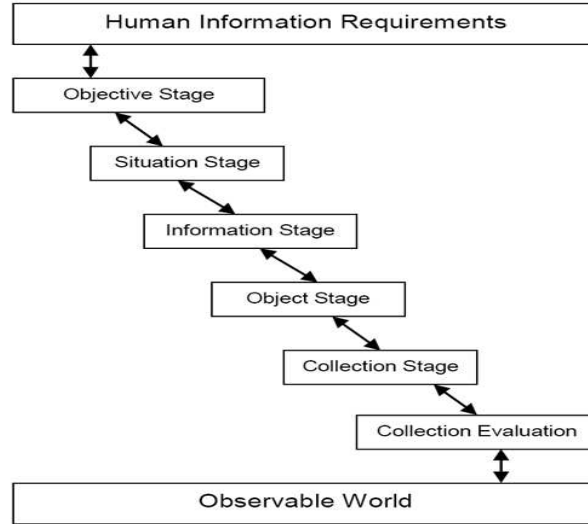 Human Information Requirements
Objective Stage
Situation Stage
Information Stage
Object Stage
Collection Stage
Collection Evaluation
Observable World